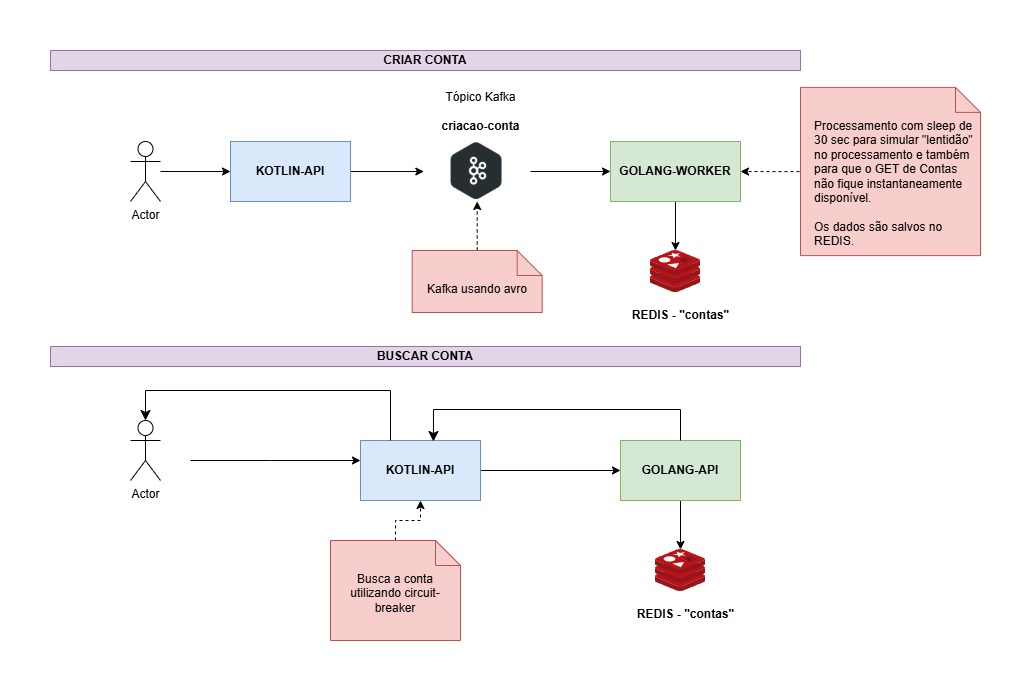 CRIAR CONTA
Tópico Kafka
criacao-conta
Actor
KOTLIN-API
GOLANG-WORKER
Processamento com sleep de
30 sec para simular "lentidão"
no processamento e também
para que o GET de Contas
não fique instantaneamente
disponível.
Os dados são salvos no
REDIS.
Kafka usando avro
REDIS - "contas"
BUSCAR CONTA
Actor
KOTLIN-API
GOLANG-API
Busca a conta
utilizando circuit-
breaker
REDIS - "contas"